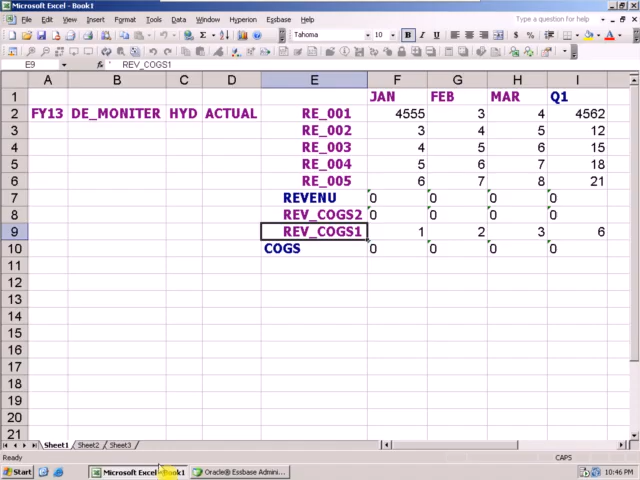 Microsoft Excel - Book1
File Edit View Insert Format Tools Data Window Hyperion Essbase Help Type a question for help
Tahoma 10 B I U $ %
E9 ' REV_COGS1
A B C D E F G H I
1 JAN FEB MAR Q1
2 FY13 DE_MONITER HYD ACTUAL RE_001 4555 3 4 4562
3 RE_002 3 4 5 12
4 RE_003 4 5 6 15
5 RE_004 5 6 7 18
6 RE_005 6 7 8 21
7 REVENU 0 0 0 0
8 REV_COGS2 0 0 0 0
9 REV_COGS1 1 2 3 6
10 COGS 0 0 0 0
11
12
13
14
15
16
17
18
19
20
21
Sheet1 Sheet2 Sheet3
Ready CAPS
Start Microsoft Excel - Book1 Oracle® Essbase Admini... 10:46 PM